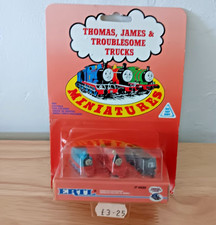 THOMAS, JAMES &
TROUBLESOME
TRUCKS
MINIATURES
ERTL
£3-25